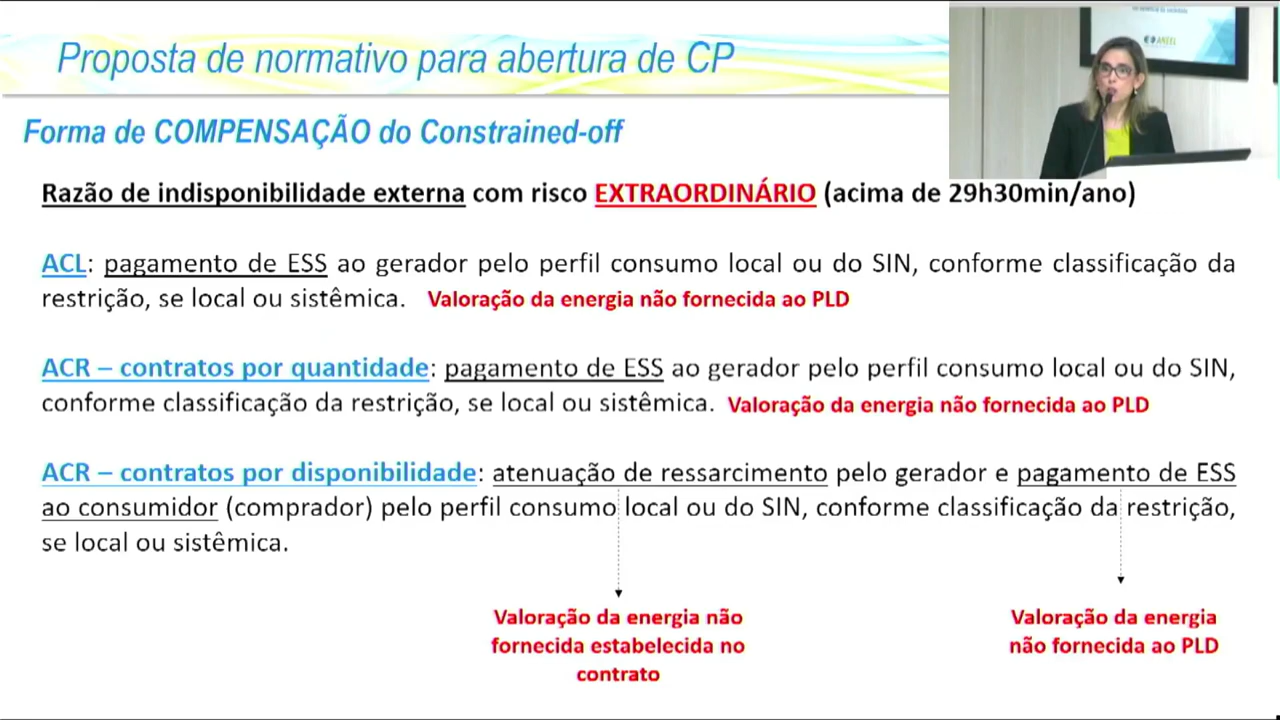 Proposta de normativo para abertura de CP
ANEEL
Forma de COMPENSAÇÃO do Constrained-off
Razão de indisponibilidade externa com risco EXTRAORDINÁRIO (acima de 29h30min/ano)
ACL: pagamento de ESS ao gerador pelo perfil consumo local ou do SIN, conforme classificação da
restrição, se local ou sistêmica. Valoração da energia não fornecida ao PLD
ACR – contratos por quantidade: pagamento de ESS ao gerador pelo perfil consumo local ou do SIN,
conforme classificação da restrição, se local ou sistêmica. Valoração da energia não fornecida ao PLD
ACR – contratos por disponibilidade: atenuação de ressarcimento pelo gerador e pagamento de ESS
ao consumidor (comprador) pelo perfil consumo local ou do SIN, conforme classificação da restrição,
se local ou sistêmica.
Valoração da energia não
fornecida estabelecida no
contrato
Valoração da energia
não fornecida ao PLD